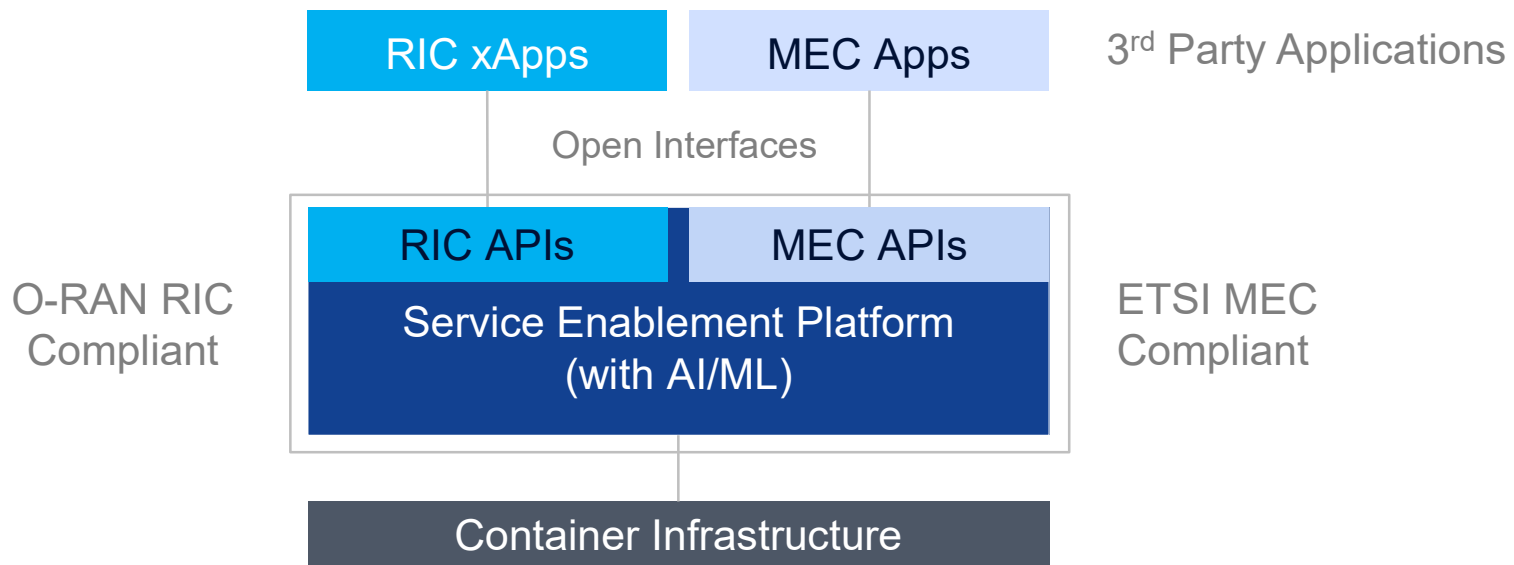 RIC xApps
MEC Apps
3rd Party Applications
Open Interfaces
RIC APIs
MEC APIs
O-RAN RIC
Compliant
Service Enablement Platform
(with AI/ML)
ETSI MEC
Compliant
Container Infrastructure